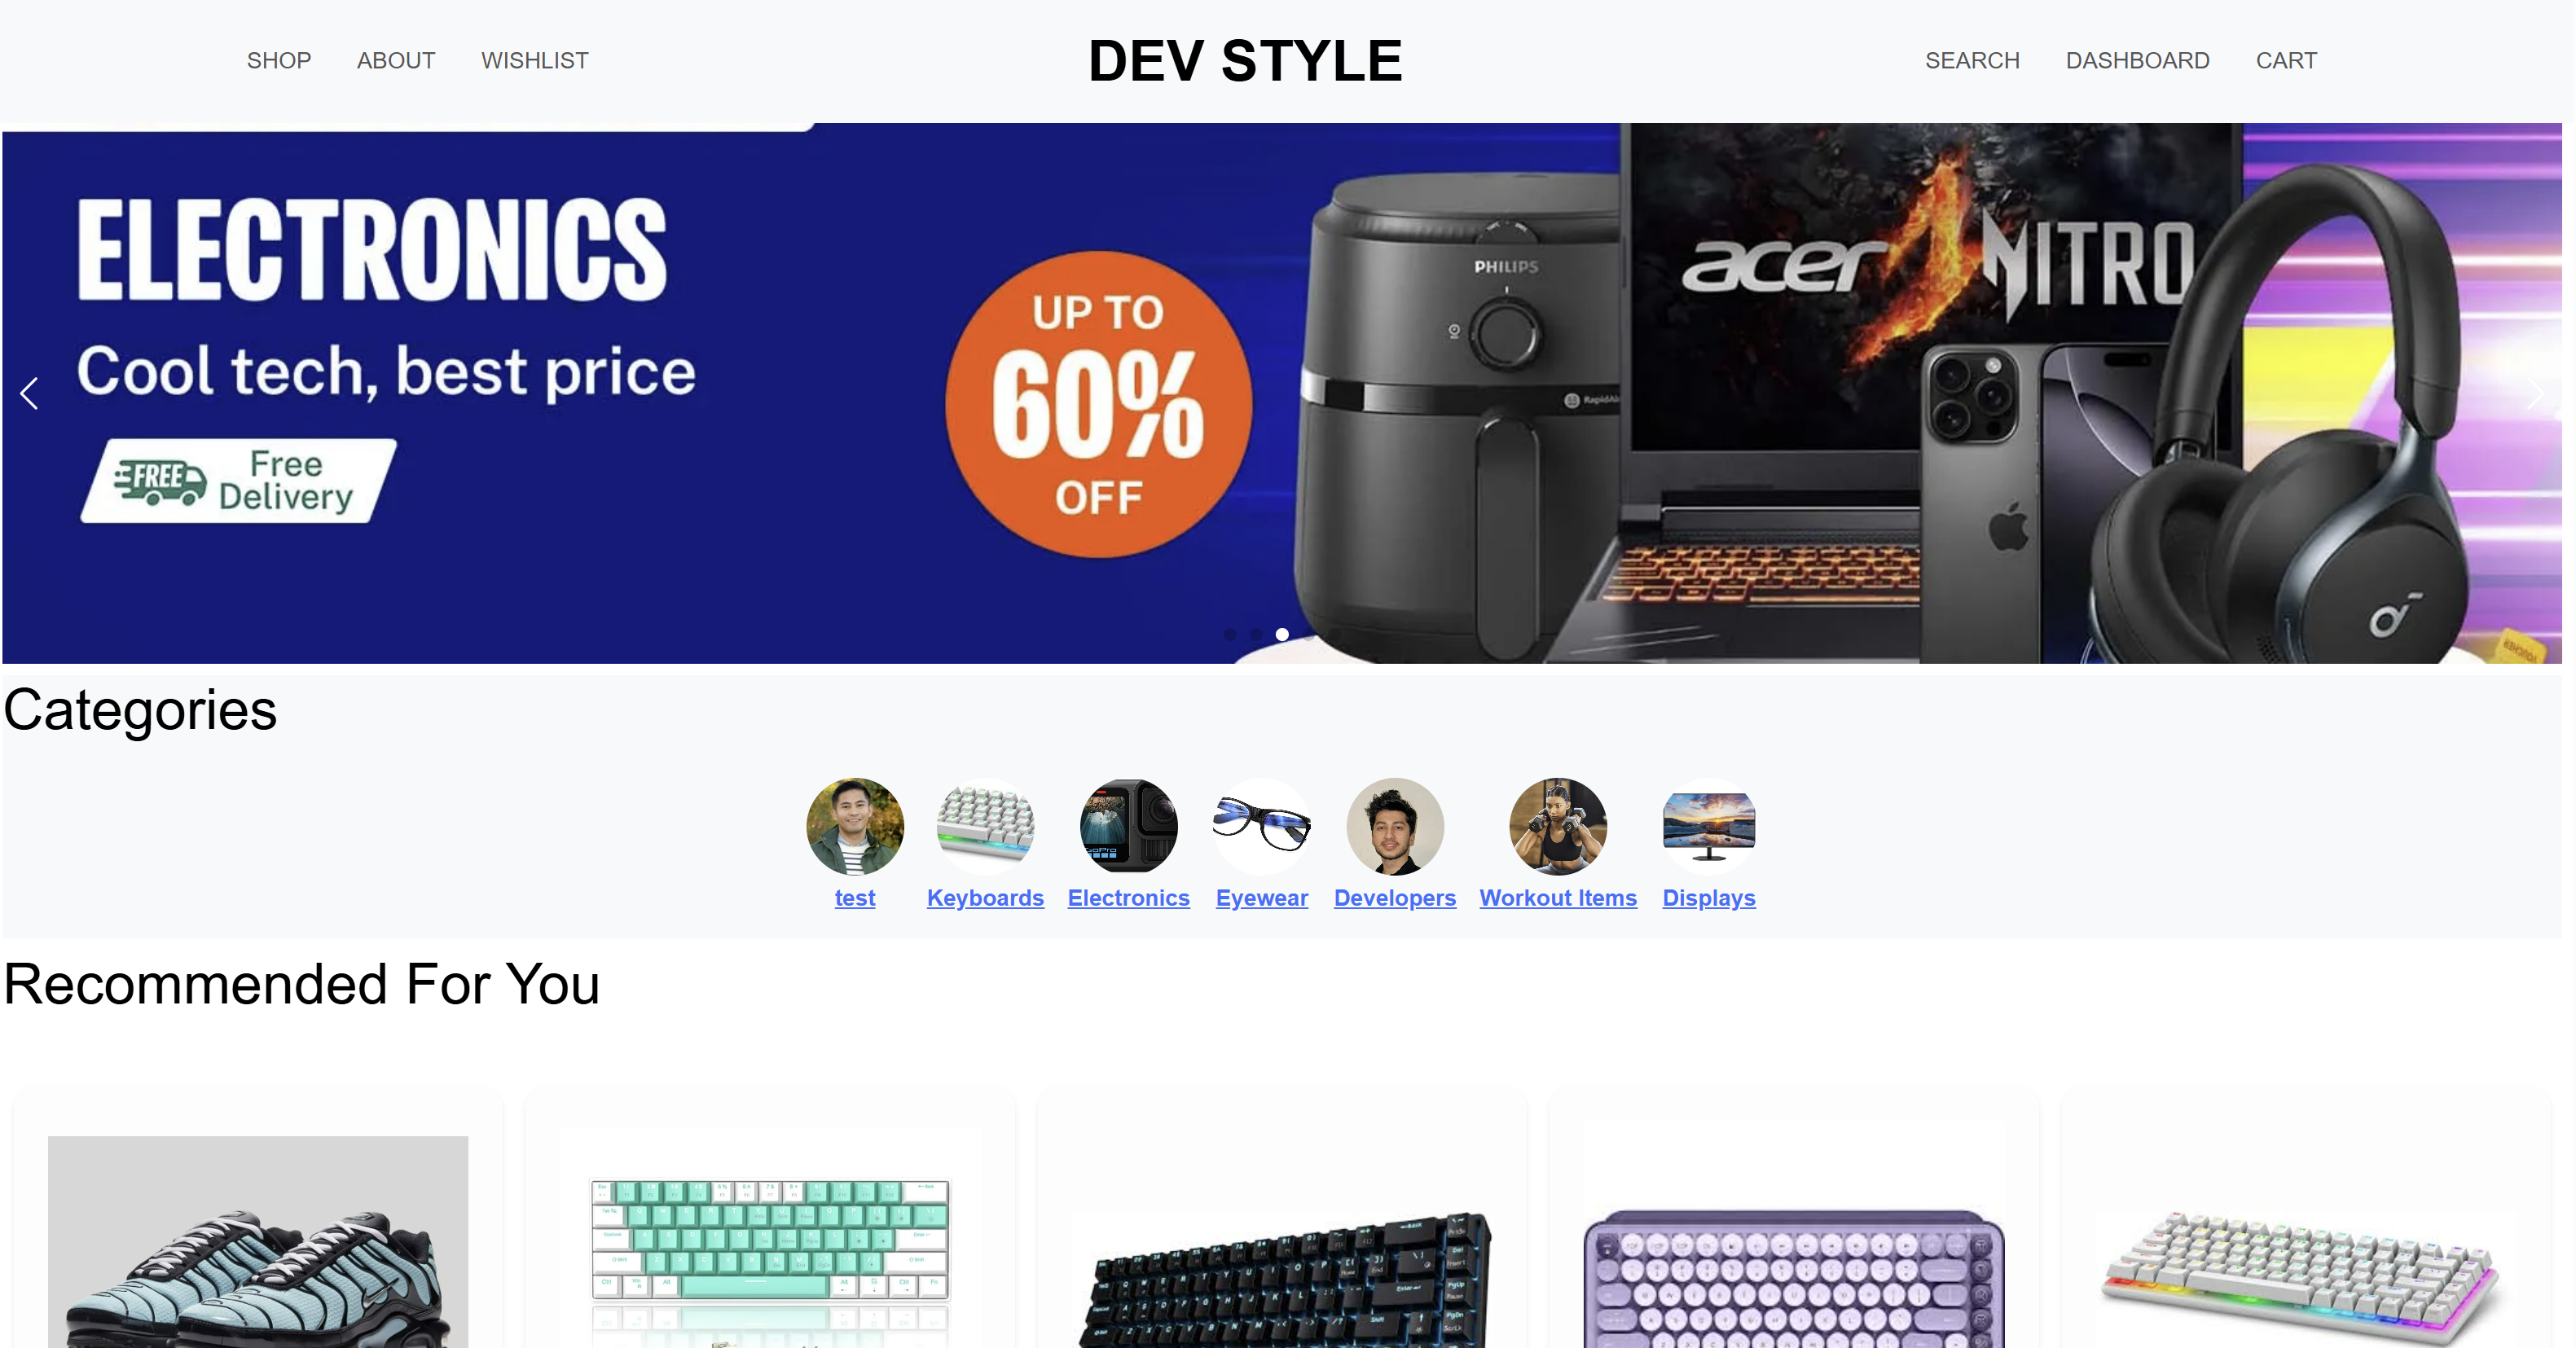 SHOP ABOUT WISHLIST DEV STYLE SEARCH DASHBOARD CART
ELECTRONICS
Cool tech, best price
FREE Free
Delivery
UP TO
60%
OFF
PHILIPS
acer NITRO
Categories
GoPro
test Keyboards Electronics Eyewear Developers Workout Items Displays
Recommended For You